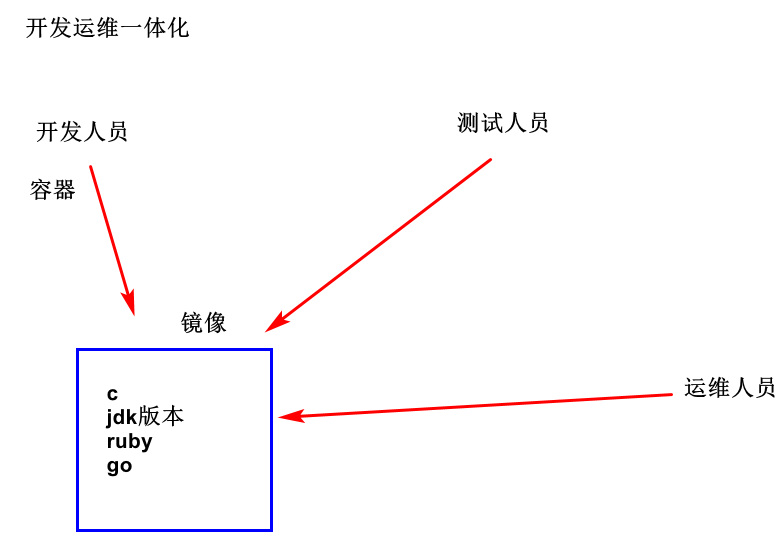 开发运维一体化
开发人员
测试人员
容器
镜像
c
jdk版本
ruby
go
运维人员